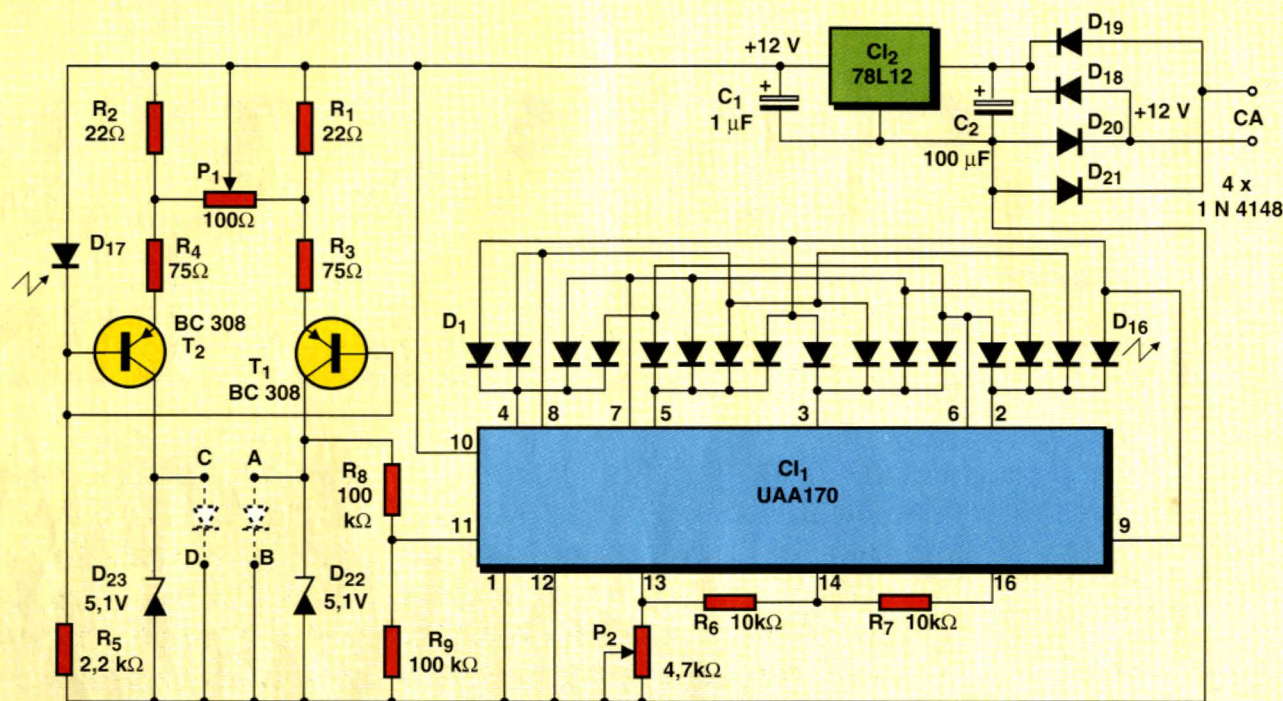 D19
+12 V
CI2
78L12
R2
22Ω
R1
22Ω
+
C1
1 µF
D18
+
+12 V
C2
100 µF
D20
CA
P1
100Ω
D21
4 x
1 N 4148
D17
R4
75Ω
R3
75Ω
BC 308
T2
T1
BC 308
D1
D16
4
8
7
5
3
6
2
10
CI1
UAA170
C
A
R8
100
kΩ
11
9
D
B
1
12
13
14
16
D23
5,1V
D22
5,1V
R6
10kΩ
R7
10kΩ
R5
2,2 kΩ
R9
100 kΩ
P2
4,7kΩ